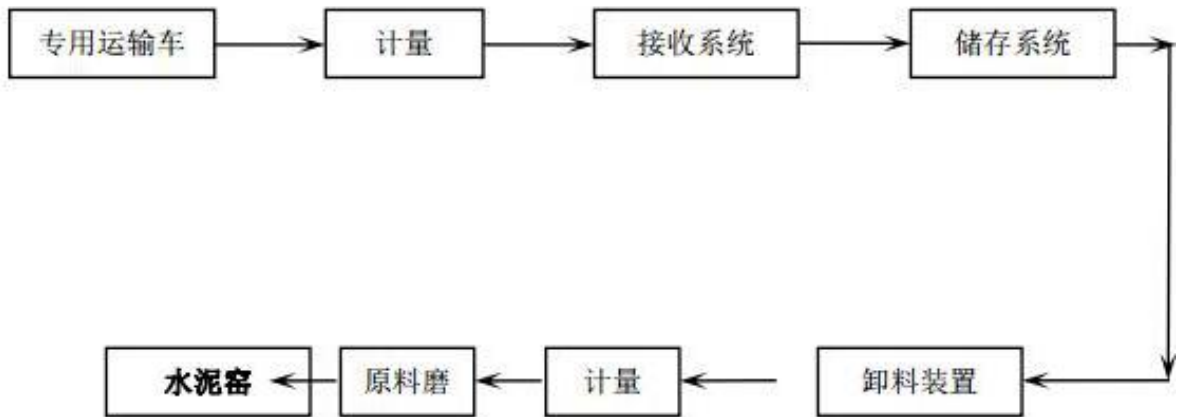 专用运输车
计量
接收系统
储存系统
卸料装置
计量
原料磨
水泥窑